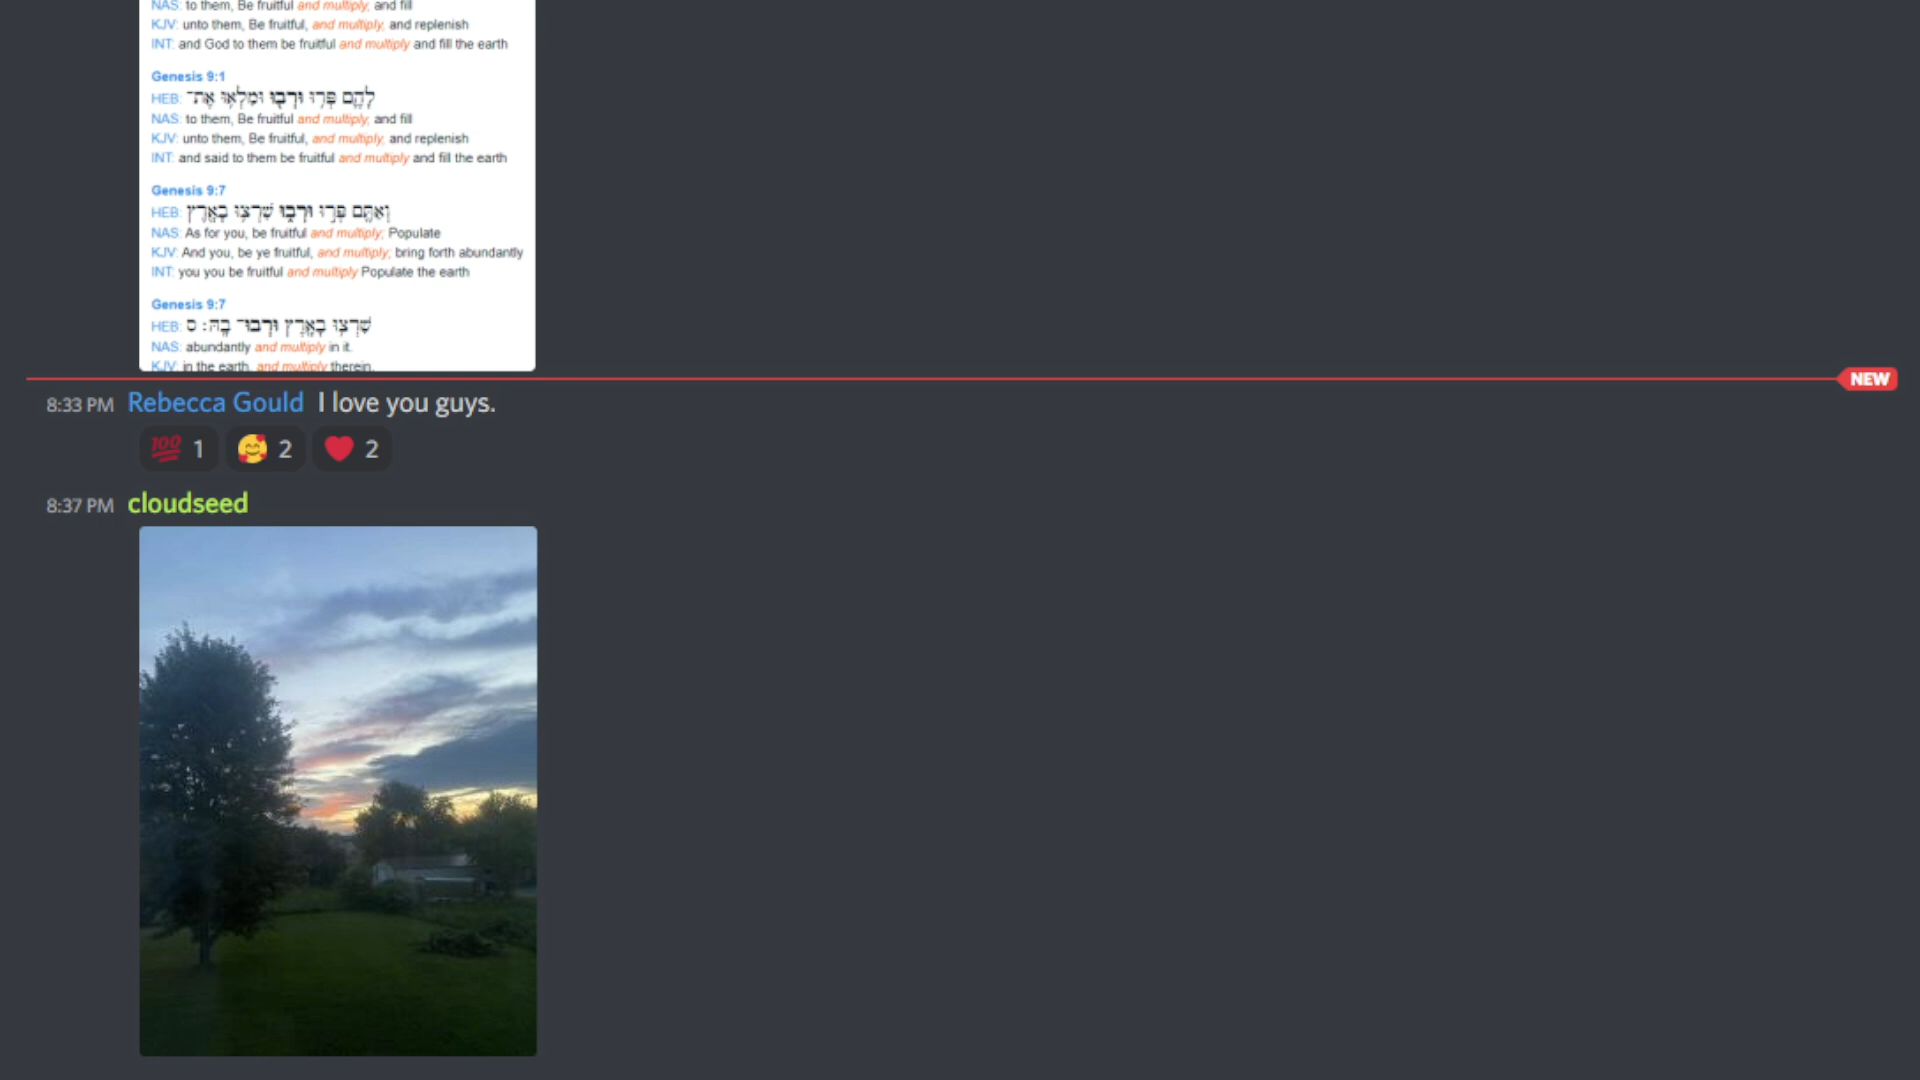 NAS: to them, Be fruitful and multiply, and fill
KJV: unto them, Be fruitful, and multiply, and replenish
INT: and God to them be fruitful and multiply and fill the earth
Genesis 9:1
HEB: לָהֶ֛ם פְּר֥וּ וּרְב֖וּ וּמִלְא֥וּ אֶת־
NAS: to them, Be fruitful and multiply, and fill
KJV: unto them, Be fruitful, and multiply, and replenish
INT: and said to them be fruitful and multiply and fill the earth
Genesis 9:7
HEB: וְאַתֶּ֖ם פְּר֣וּ וּרְב֑וּ שִׁרְצ֥וּ בָאָ֖רֶץ
NAS: As for you, be fruitful and multiply; Populate
KJV: And you, be ye fruitful, and multiply; bring forth abundantly
INT: you you be fruitful and multiply Populate the earth
Genesis 9:7
HEB: שִׁרְצ֥וּ בָאָ֖רֶץ וּרְבוּ־ בָֽהּ׃ ס
NAS: abundantly and multiply in it.
KJV: in the earth, and multiply therein.
NEW
8:33 PM Rebecca Gould I love you guys.
100 1 2 2
8:37 PM cloudseed